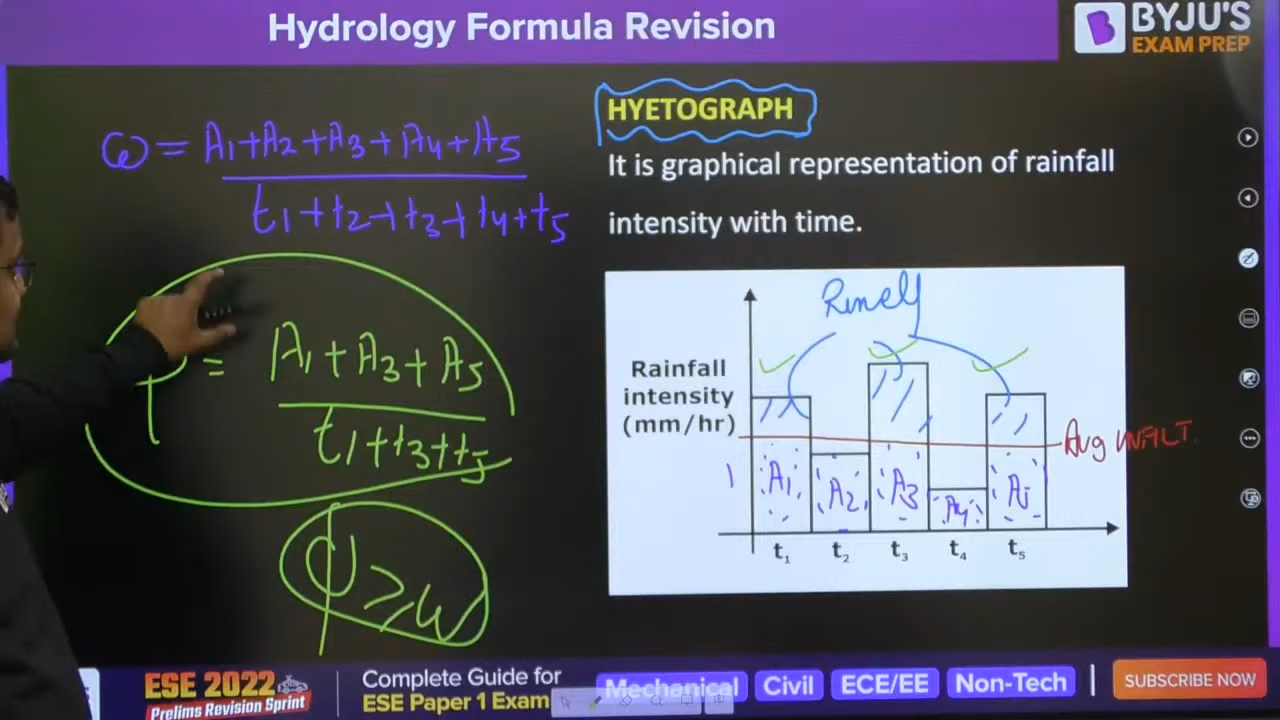 Hydrology Formula Revision
BYJU'S
EXAM PREP
ω = A1+A2+A3+A4+A5
t1+t2+t3+t4+t5
= A1+A3+A5
t1+t3+t5
φ ≥ ω
HYETOGRAPH
It is graphical representation of rainfall
intensity with time.
Rainfall
intensity
(mm/hr)
Avg INFILT.
A1 A2 A3 A4 A5
t₁ t₂ t₃ t₄ t₅
ESE 2022
Prelims Revision Sprint
Complete Guide for
ESE Paper 1 Exam
Mechanical Civil ECE/EE Non-Tech
SUBSCRIBE NOW